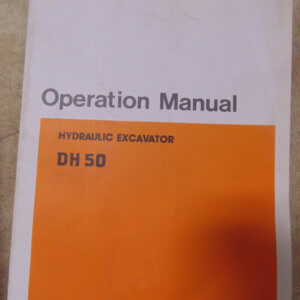 Operation Manual
HYDRAULIC EXCAVATOR
DH 50